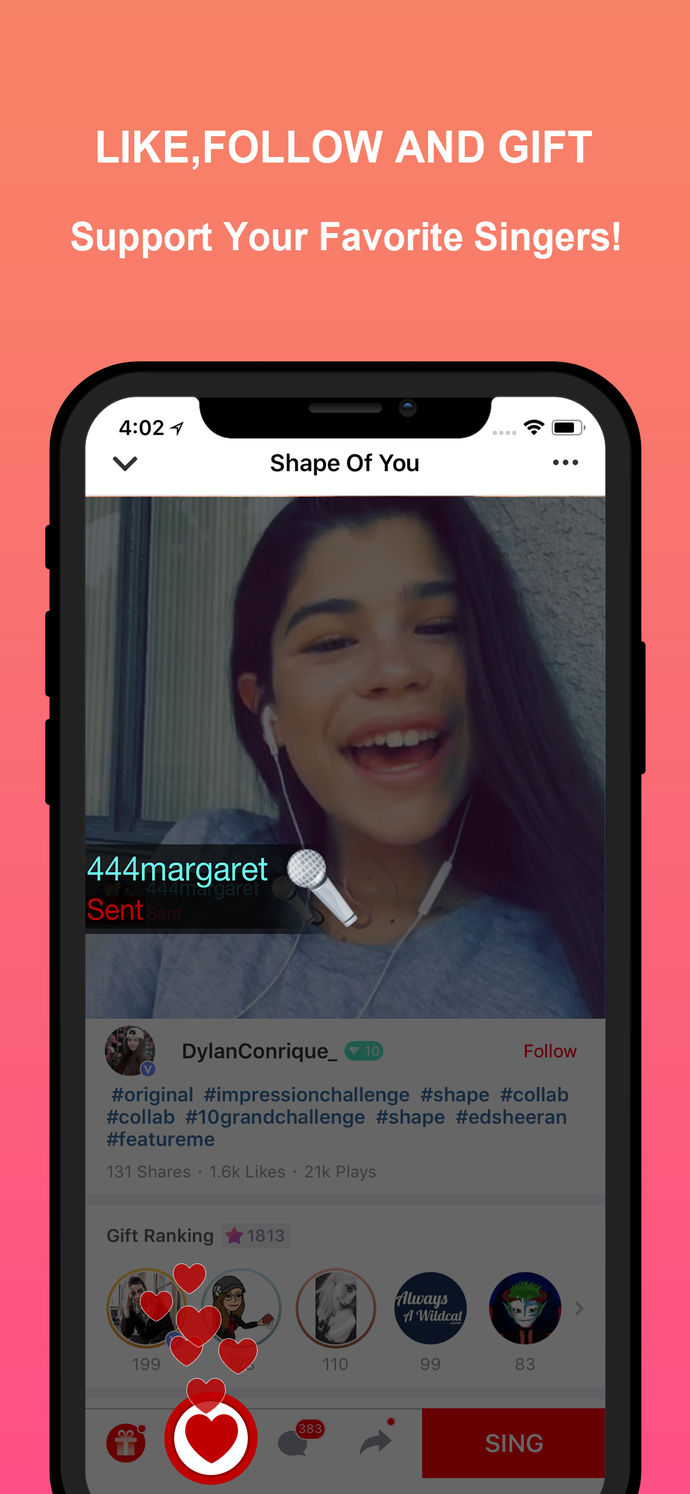 LIKE,FOLLOW AND GIFT
Support Your Favorite Singers!
4:02
Shape Of You
444margaret
444margaret
Sent
Sent
DylanConrique_ 10 Follow
#original #impressionchallenge #shape #collab
#collab #10grandchallenge #shape #edsheeran
#featureme
131 Shares · 1.6k Likes · 21k Plays
Gift Ranking 1813
Always
A Wildcat
199 110 99 83
383
SING